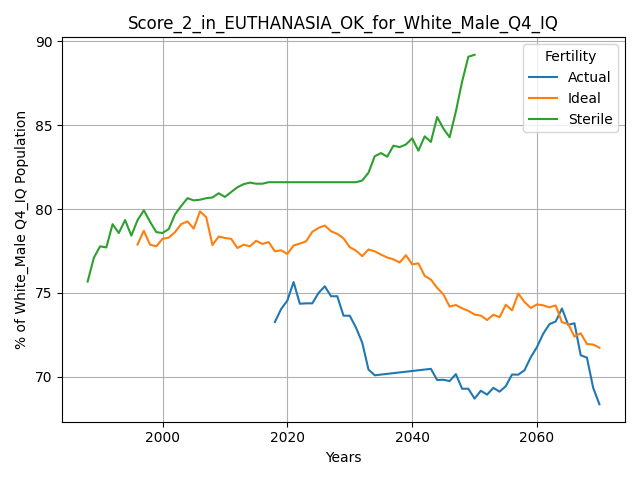 Score_2_in_EUTHANASIA_OK_for_White_Male_Q4_IQ
% of White_Male Q4_IQ Population
90
85
80
75
70
Fertility
Actual
Ideal
Sterile
2000
2020
2040
2060
Years